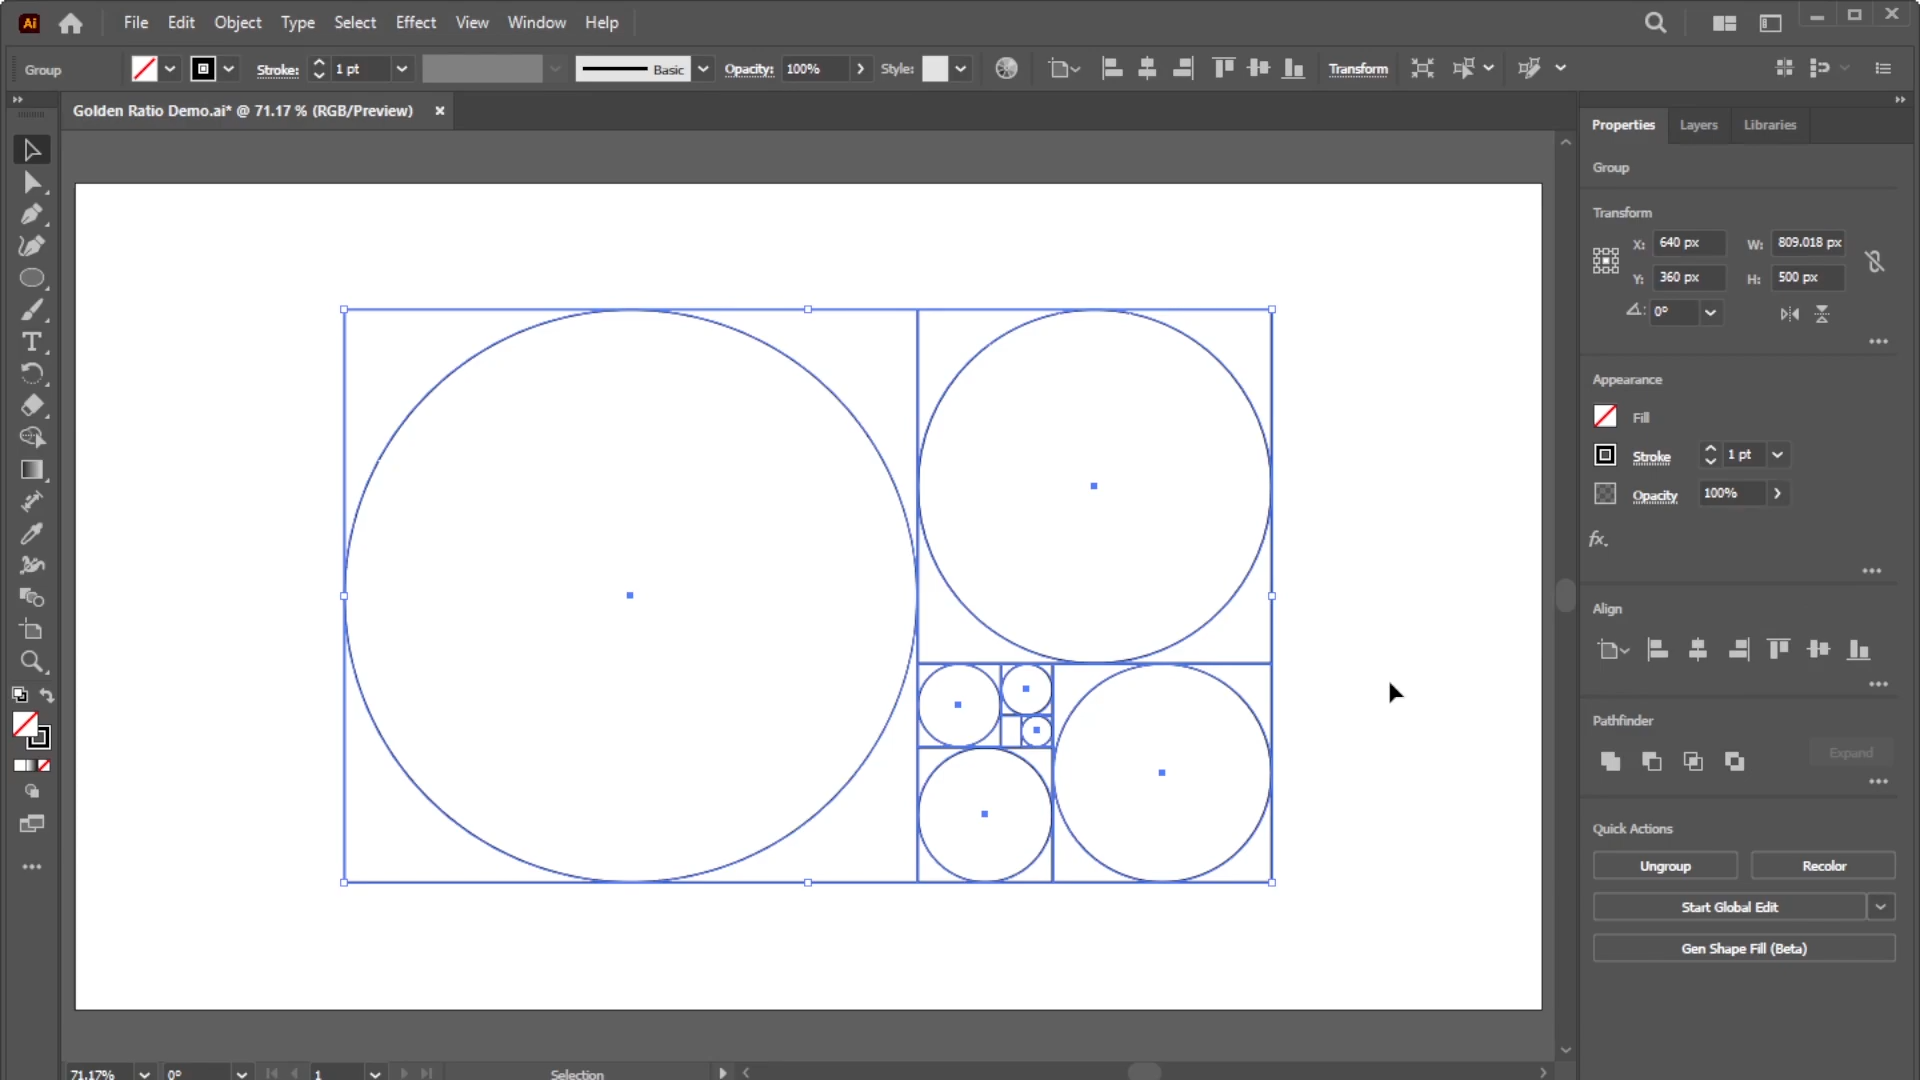 Ai File Edit Object Type Select Effect View Window Help
Group Stroke: 1 pt Basic Opacity: 100% Style: Transform
Golden Ratio Demo.ai* @ 71.17 % (RGB/Preview) ×
Properties Layers Libraries
Group
Transform
X: 640 px W: 809.018 px
Y: 360 px H: 500 px
0°
Appearance
Fill
Stroke 1 pt
Opacity 100%
fx.
Align
Pathfinder
Expand
Quick Actions
Ungroup Recolor
Start Global Edit
Gen Shape Fill (Beta)
71.17% 0° 1 Selection